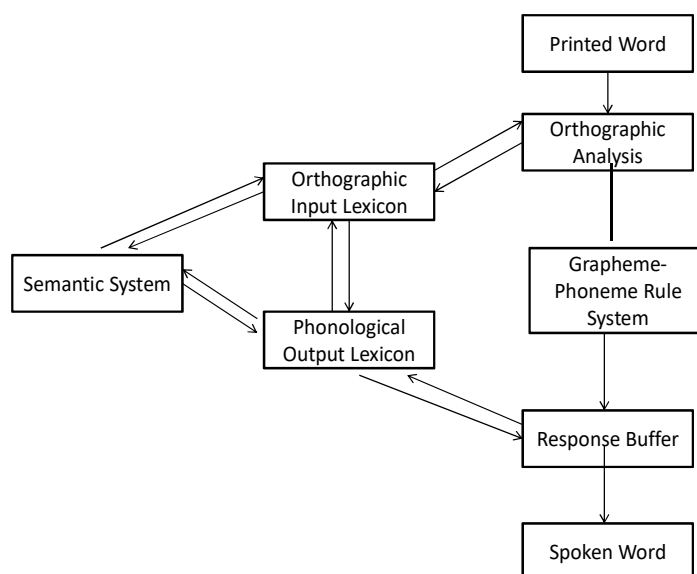 Printed Word
Orthographic
Analysis
Orthographic
Input Lexicon
Semantic System
Grapheme-
Phoneme Rule
System
Phonological
Output Lexicon
Response Buffer
Spoken Word